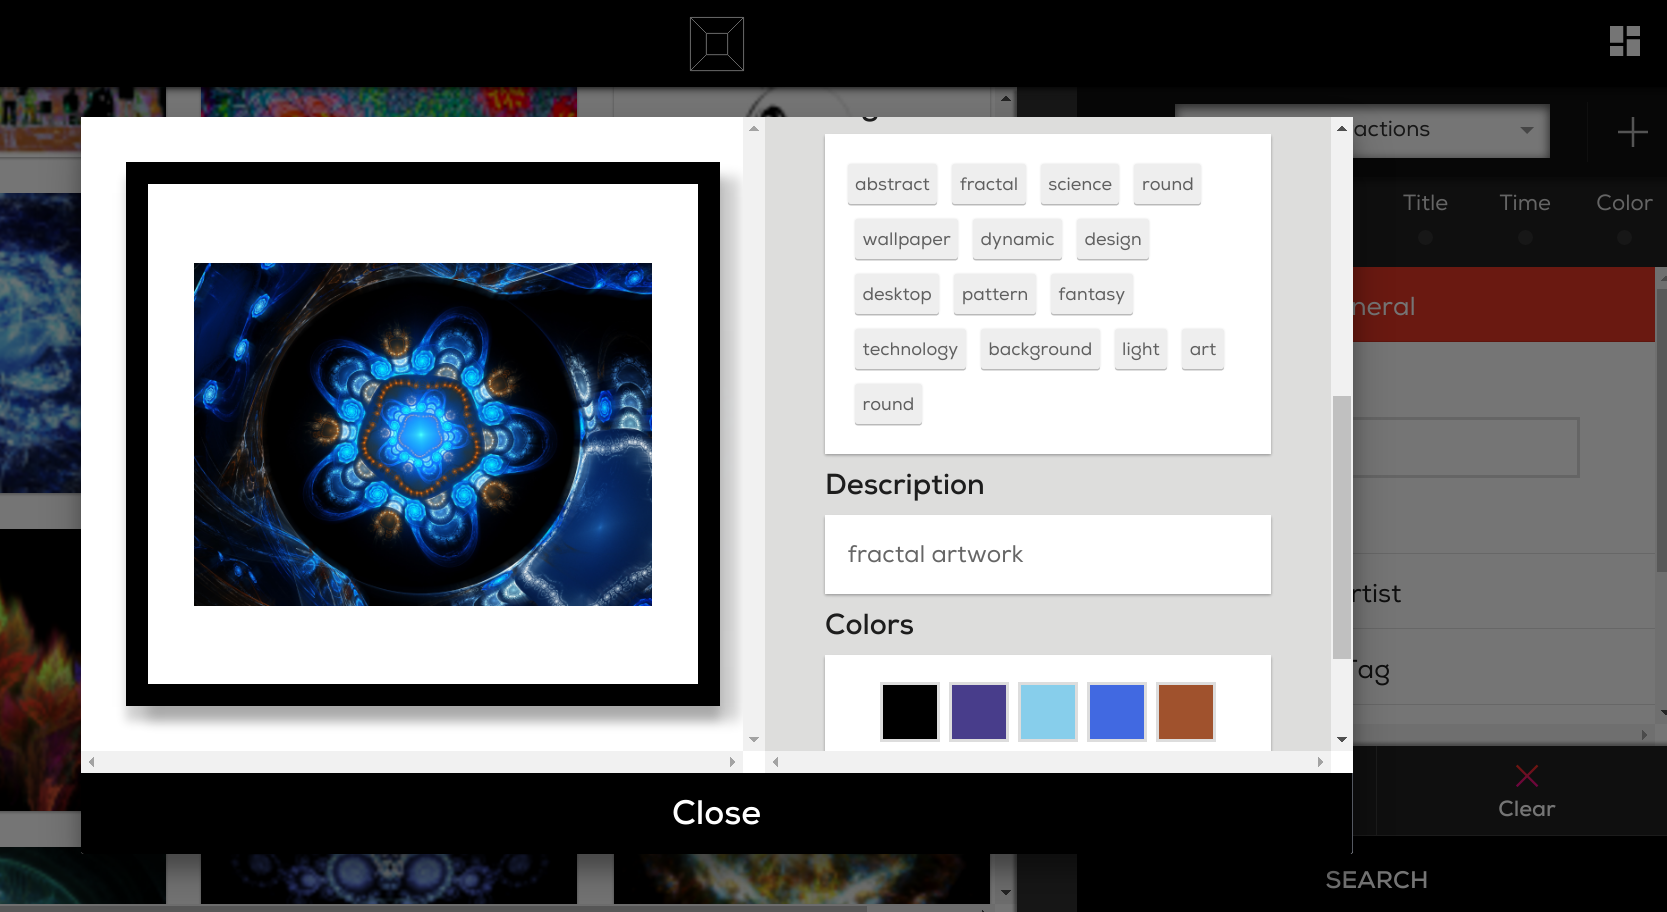 abstract fractal science round
wallpaper dynamic design
desktop pattern fantasy
technology background light art
round
Description
fractal artwork
Colors
Close
actions
Title Time Color
neral
rtist
Tag
Clear
SEARCH